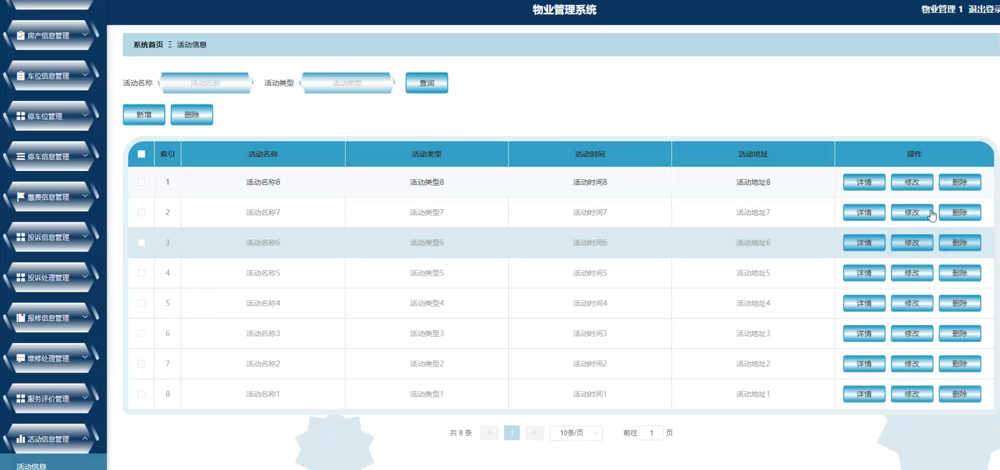 物业管理系统
物业管理 1 退出登录
房产信息管理
车位信息管理
停车位管理
停车信息管理
缴费信息管理
投诉信息管理
投诉处理管理
报修信息管理
维修处理管理
服务评价管理
活动信息管理
活动信息
系统首页 Ξ 活动信息
活动名称 活动名称 活动类型 活动类型 查询
新增 删除
索引 活动名称 活动类型 活动时间 活动地址 操作
1 活动名称8 活动类型8 活动时间8 活动地址8 详情 修改 删除
2 活动名称7 活动类型7 活动时间7 活动地址7 详情 修改 删除
3 活动名称6 活动类型6 活动时间6 活动地址6 详情 修改 删除
4 活动名称5 活动类型5 活动时间5 活动地址5 详情 修改 删除
5 活动名称4 活动类型4 活动时间4 活动地址4 详情 修改 删除
6 活动名称3 活动类型3 活动时间3 活动地址3 详情 修改 删除
7 活动名称2 活动类型2 活动时间2 活动地址2 详情 修改 删除
8 活动名称1 活动类型1 活动时间1 活动地址1 详情 修改 删除
共 8 条 < 1 > 10条/页 前往 1 页